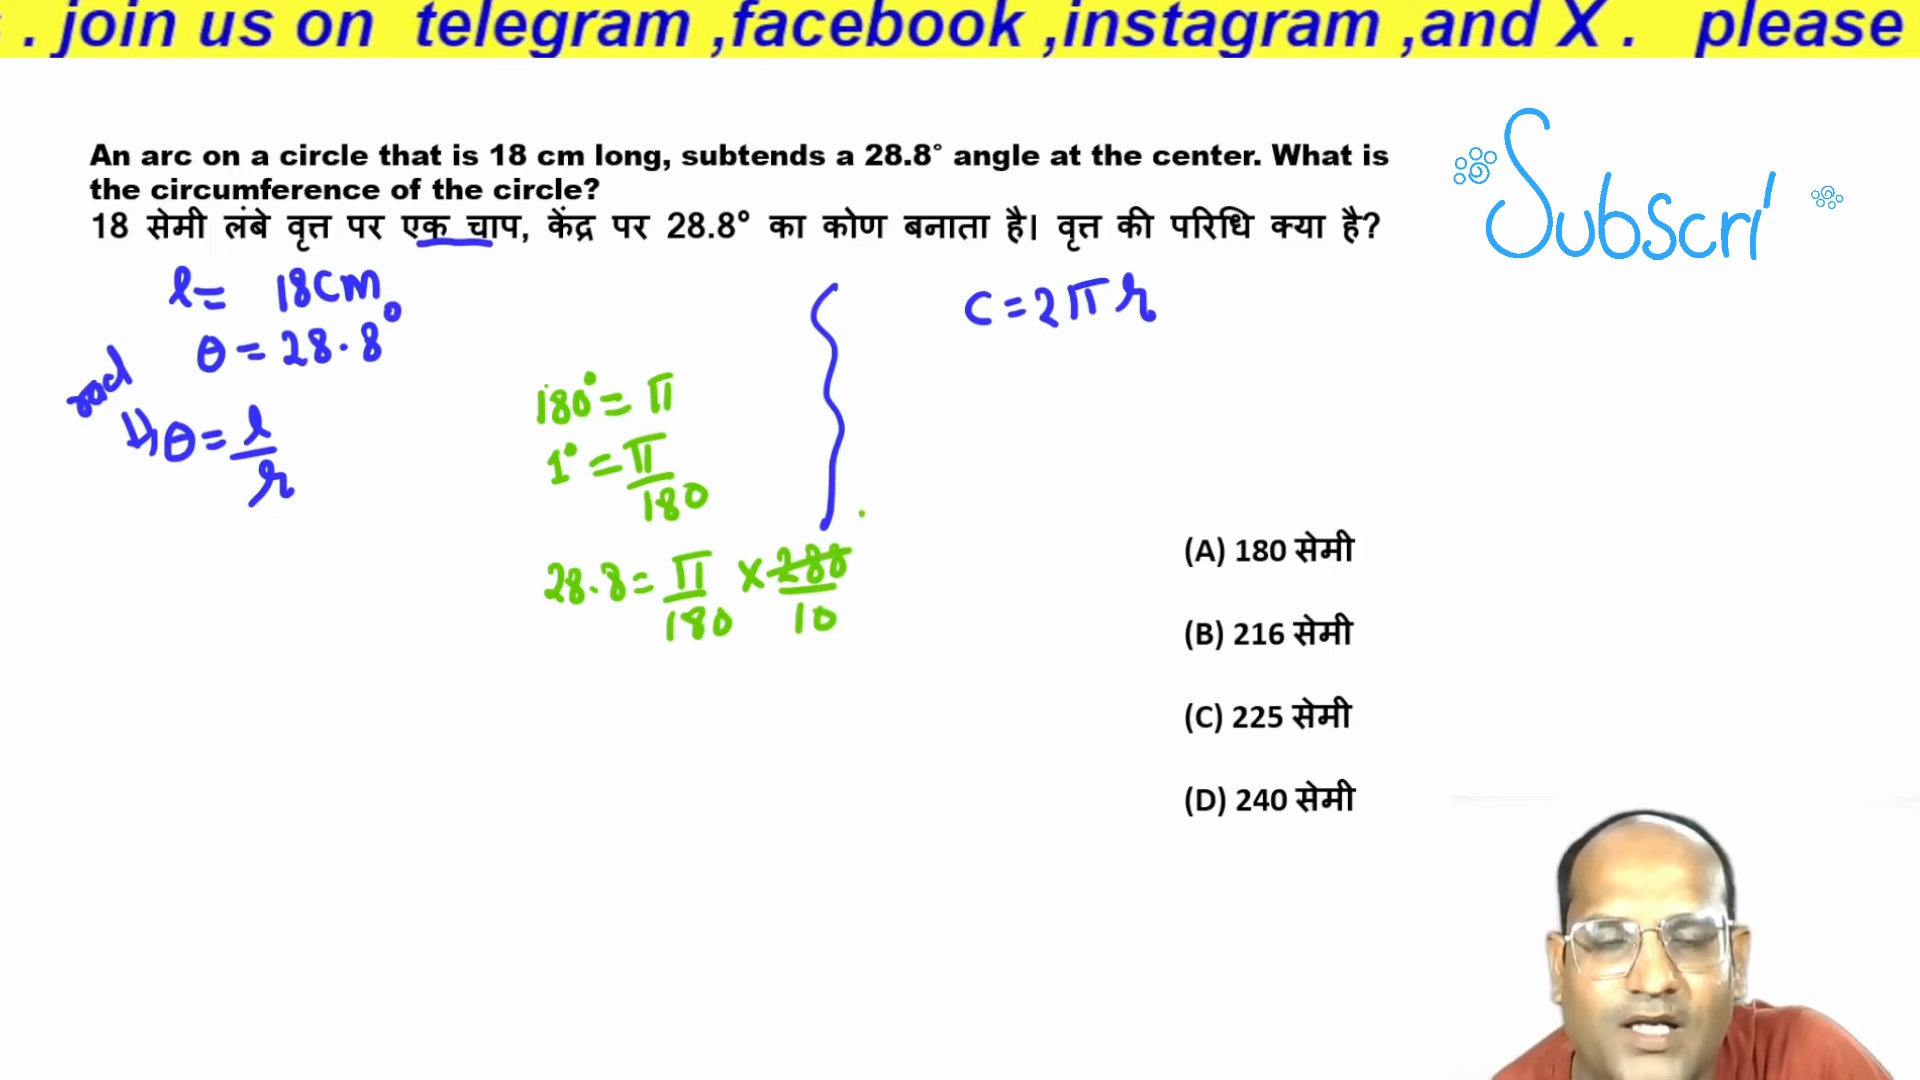 . join us on telegram ,facebook ,instagram ,and X . please
Subscri
An arc on a circle that is 18 cm long, subtends a 28.8° angle at the center. What is
the circumference of the circle?
18 सेमी लंबे वृत्त पर एक चाप, केंद्र पर 28.8° का कोण बनाता है। वृत्त की परिधि क्या है?
l = 18cm
θ = 28.8°
rad
θ = l/r
180° = π
1° = π/180
28.8 = π/180 × 288/10
C = 2πr
(A) 180 सेमी
(B) 216 सेमी
(C) 225 सेमी
(D) 240 सेमी